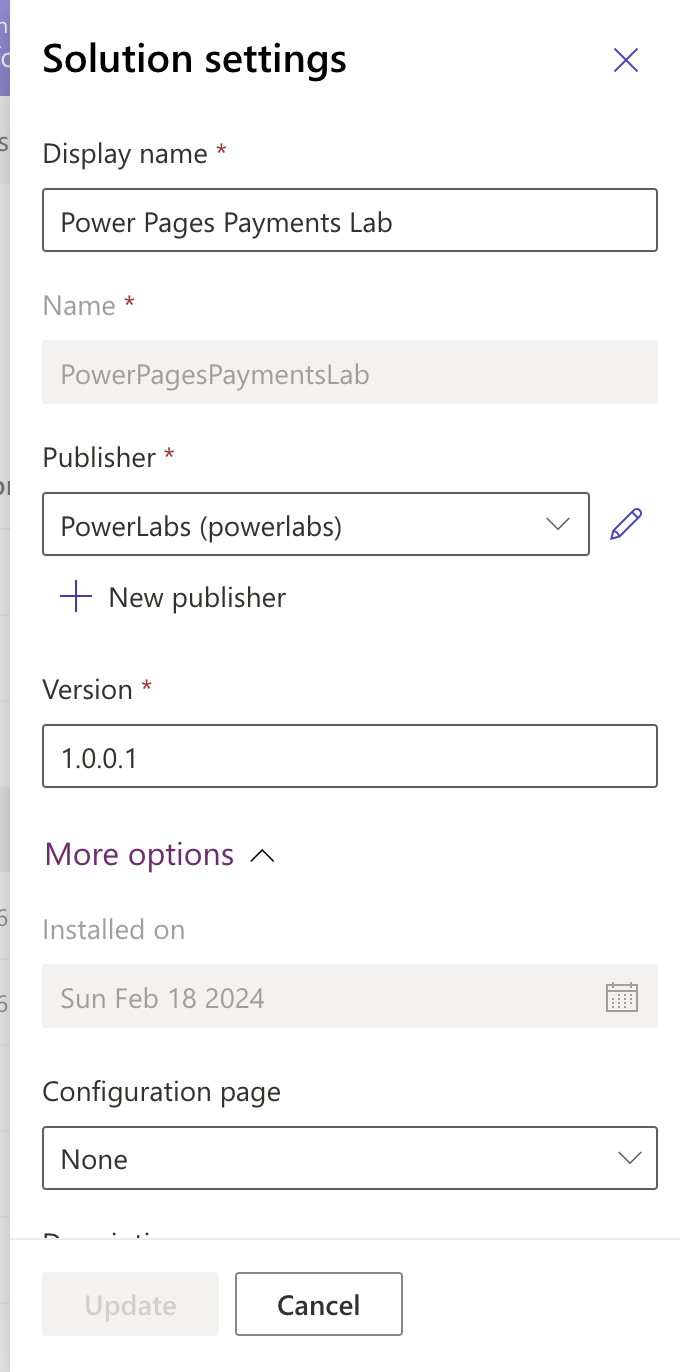 Solution settings
Display name *
Power Pages Payments Lab
Name *
PowerPagesPaymentsLab
Publisher *
PowerLabs (powerlabs)
New publisher
Version *
1.0.0.1
More options
Installed on
Sun Feb 18 2024
Configuration page
None
Update
Cancel